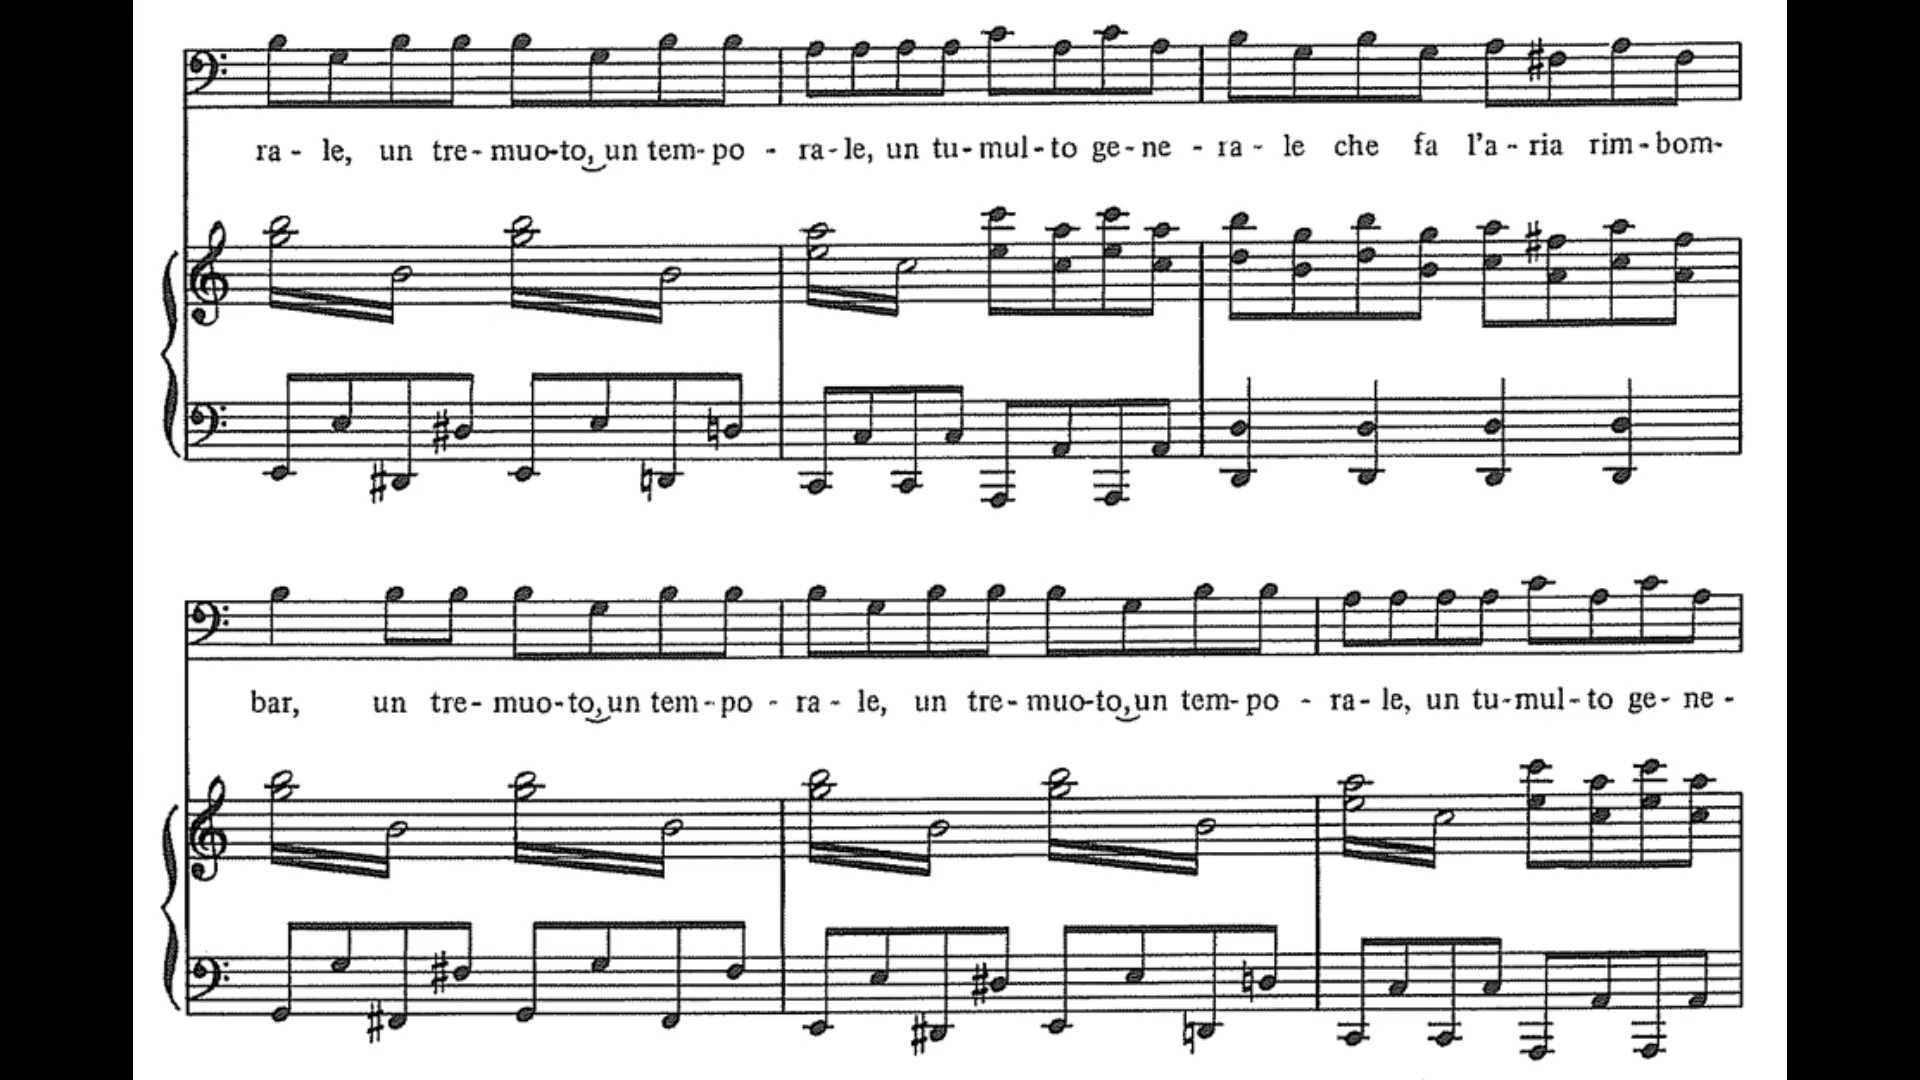 ra - le, un tre - muo-to, un tem- po - ra - le, un tu - mul - to ge - ne - ra - le che fa l'a - ria rim - bom-
bar, un tre- muo-to, un tem - po - ra - le, un tre- muo-to, un tem- po - ra- le, un tu-mul-to ge- ne -